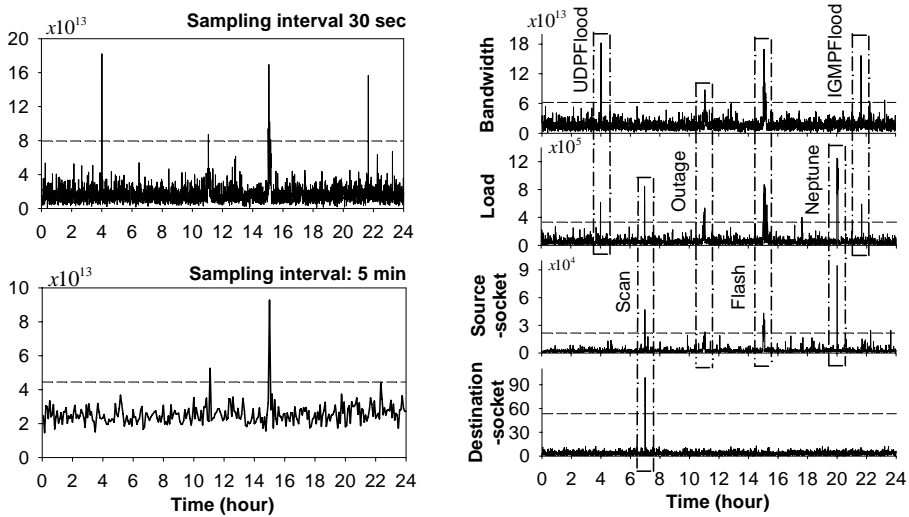 x10^13
Sampling interval 30 sec
20
16
12
8
4
0
0 2 4 6 8 10 12 14 16 18 20 22 24
x10^13
Sampling interval: 5 min
10
8
6
4
2
0
0 2 4 6 8 10 12 14 16 18 20 22 24
Time (hour)
x10^13
Bandwidth
18
12
6
0
UDPFlood
IGMPFlood
x10^5
Load
12
8
4
0
Outage
Neptune
x10^4
Source
-socket
9
6
3
0
Scan
Flash
Destination
-socket
90
60
30
0
0 2 4 6 8 10 12 14 16 18 20 22 24
Time (hour)